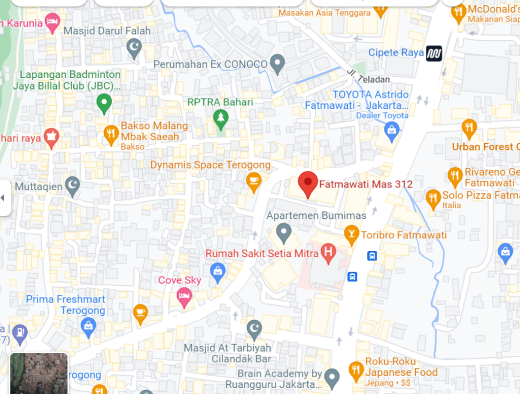 Karunia
Masjid Darul Falah
Masakan Asia Tenggara
McDonald's
Makanan Siap
Cipete Raya
Perumahan Ex CONOCO
Jl. Teladan
Lapangan Badminton
Jaya Billal Club (JBC)...
TOYOTA Astrido
Fatmawati - Jakarta...
Dealer Toyota
RPTRA Bahari
hari raya
Bakso Malang
Mbak Saeah
Bakso
Urban Forest C
Dynamis Space Terogong
Rivareno Ge
Fatmawati
Fatmawati Mas 312
Muttaqien
Solo Pizza Fatma
Italia
Apartemen Bumimas
Toribro Fatmawati
Rumah Sakit Setia Mitra
Cove Sky
Prima Freshmart
Terogong
07)
Masjid At Tarbiyah
Cilandak Bar
Roku-Roku
Japanese Food
Jepang • $$
rogong
Brain Academy by
Ruangguru Jakarta...